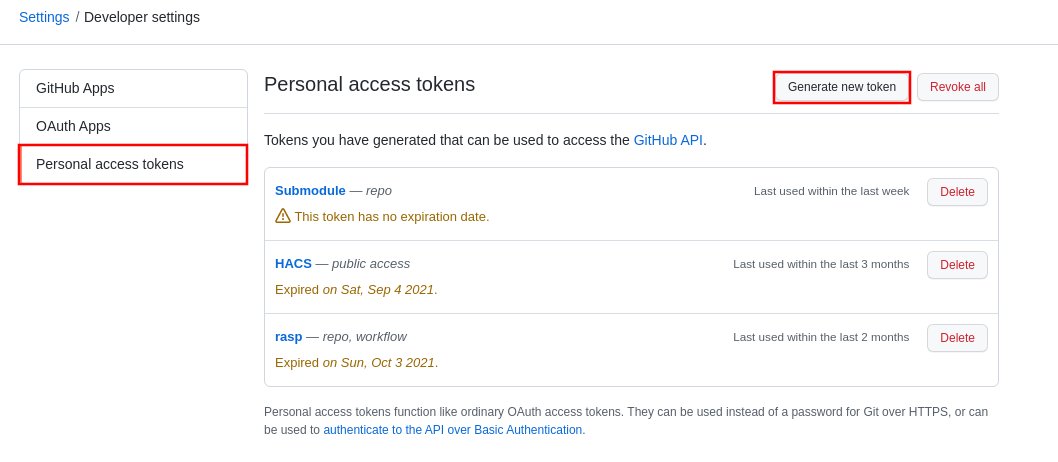 Settings / Developer settings
GitHub Apps
OAuth Apps
Personal access tokens
Personal access tokens
Generate new token
Revoke all
Tokens you have generated that can be used to access the GitHub API.
Submodule — repo
Last used within the last week
Delete
This token has no expiration date.
HACS — public access
Last used within the last 3 months
Delete
Expired on Sat, Sep 4 2021.
rasp — repo, workflow
Last used within the last 2 months
Delete
Expired on Sun, Oct 3 2021.
Personal access tokens function like ordinary OAuth access tokens. They can be used instead of a password for Git over HTTPS, or can
be used to authenticate to the API over Basic Authentication.